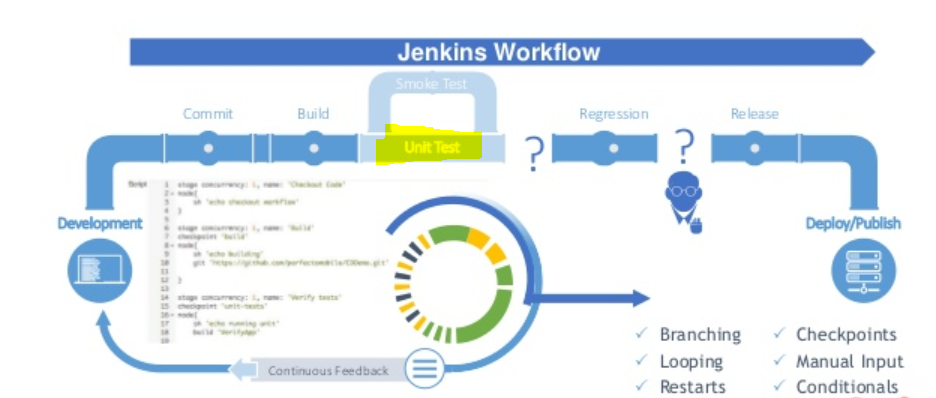 Jenkins Workflow
Smoke Test
Commit
Build
Unit Test
?
Regression
?
Release
Development
Deploy/Publish
Script
1 stage concurrency: 1, name: 'Checkout Code'
2 node{
3 sh 'echo checkout workflow'
4 }
5
6 stage concurrency: 1, name: 'Build'
7 checkpoint 'build'
8 node{
9 sh 'echo building'
10 git 'https://github.com/perfectomobile/CODemo.git'
11
12 }
13
14 stage concurrency: 1, name: 'Verify tests'
15 checkpoint 'unit-tests'
16 node{
17 sh 'echo running unit'
18 build 'VerifyApp'
19
Continuous Feedback
✓ Branching
✓ Looping
✓ Restarts
✓ Checkpoints
✓ Manual Input
✓ Conditionals